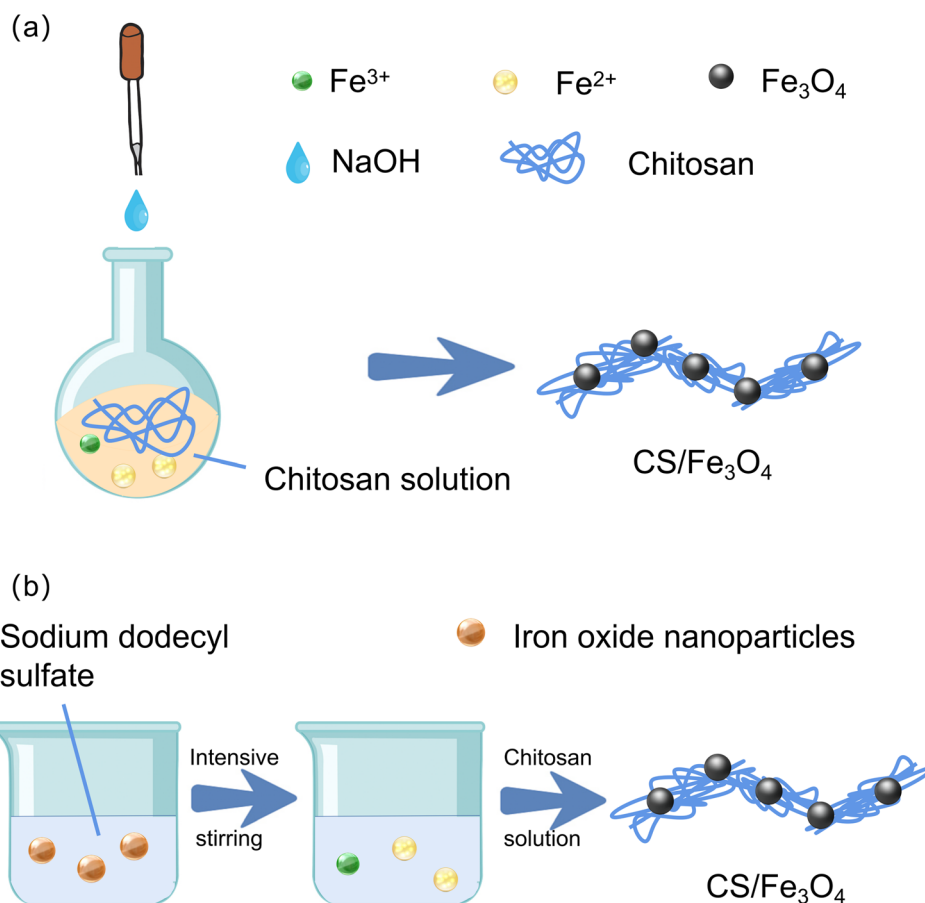 (a)
Fe³⁺
Fe²⁺
Fe₃O₄
NaOH
Chitosan
Chitosan solution
CS/Fe₃O₄
(b)
Sodium dodecyl
sulfate
Iron oxide nanoparticles
Intensive
stirring
Chitosan
solution
CS/Fe₃O₄